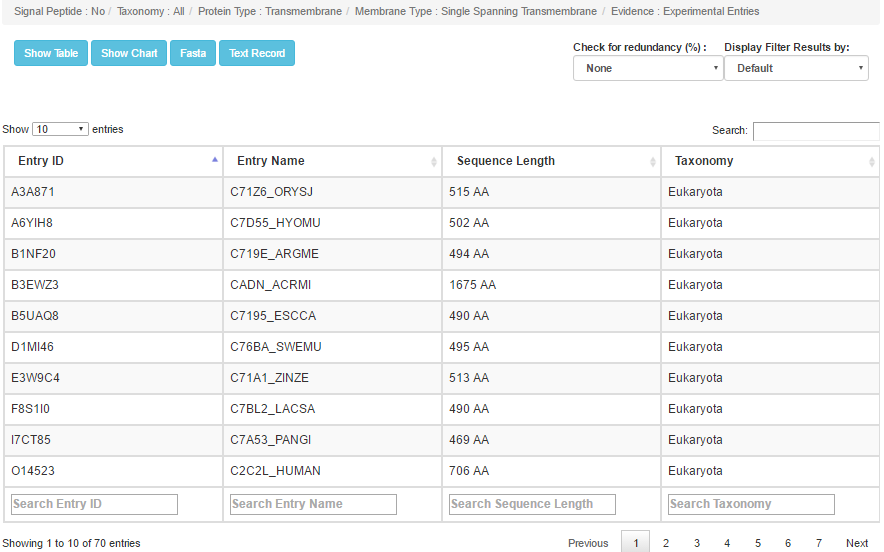 Signal Peptide : No / Taxonomy : All / Protein Type : Transmembrane / Membrane Type : Single Spanning Transmembrane / Evidence : Experimental Entries
Check for redundancy (%) : Display Filter Results by:
Show Table Show Chart Fasta Text Record
None Default
Show 10 entries Search:
Entry ID Entry Name Sequence Length Taxonomy
A3A871 C71Z6_ORYSJ 515 AA Eukaryota
A6YIH8 C7D55_HYOMU 502 AA Eukaryota
B1NF20 C719E_ARGME 494 AA Eukaryota
B3EWZ3 CADN_ACRMI 1675 AA Eukaryota
B5UAQ8 C7195_ESCCA 490 AA Eukaryota
D1MI46 C76BA_SWEMU 495 AA Eukaryota
E3W9C4 C71A1_ZINZE 513 AA Eukaryota
F8S1I0 C7BL2_LACSA 490 AA Eukaryota
I7CT85 C7A53_PANGI 469 AA Eukaryota
O14523 C2C2L_HUMAN 706 AA Eukaryota
Search Entry ID Search Entry Name Search Sequence Length Search Taxonomy
Showing 1 to 10 of 70 entries Previous 1 2 3 4 5 6 7 Next